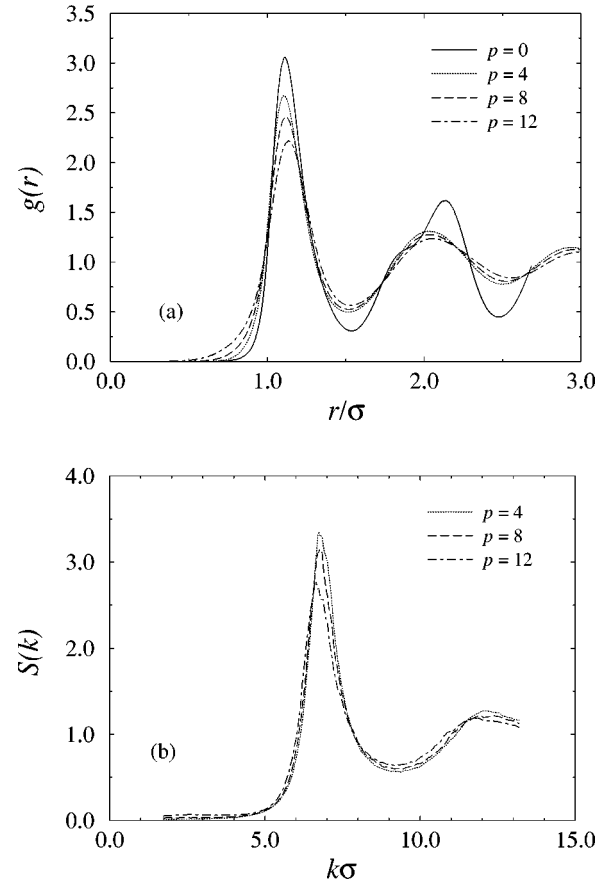 3.5
3.0
2.5
2.0
1.5
1.0
0.5
0.0
g(r)
p = 0
p = 4
p = 8
p = 12
(a)
0.0 1.0 2.0 3.0
r/σ
4.0
3.0
2.0
1.0
0.0
S(k)
p = 4
p = 8
p = 12
(b)
0.0 5.0 10.0 15.0
kσ